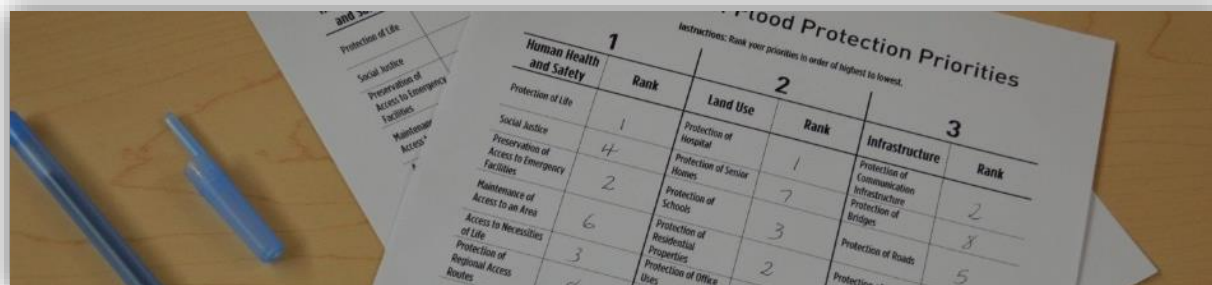 Protection of Life
Social Justice
Preservation of
Access to Emergency
Facilities
Flood Protection Priorities
Instructions: Rank your priorities in order of highest to lowest.
1
Human Health
and Safety
Rank
Protection of Life
1
Social Justice
4
Preservation of
Access to Emergency
Facilities
2
Maintenance of
Access to an Area
6
Access to Necessities
of Life
3
Protection of
Regional Access
Routes
2
Land Use
Rank
Protection of
Hospital
1
Protection of Senior
Homes
7
Protection of
Schools
3
Protection of
Residential
Properties
2
Protection of Office
Uses
3
Infrastructure
Rank
Protection of
Communication
Infrastructure
2
Protection of
Bridges
8
Protection of Roads
5